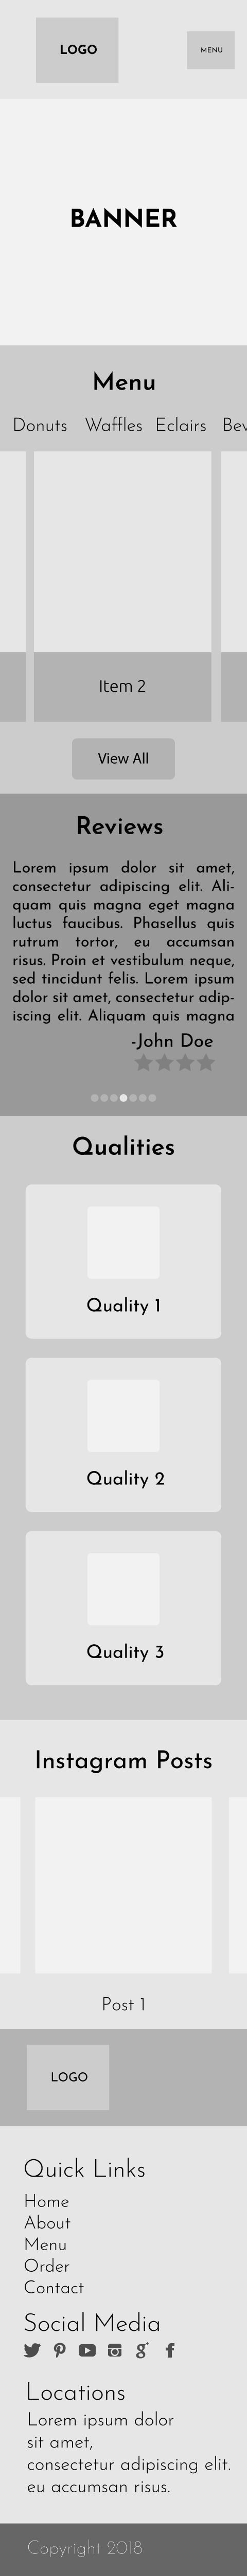 LOGO MENU
BANNER
Menu
Donuts Waffles Eclairs Bev
Item 2
View All
Reviews
Lorem ipsum dolor sit amet,
consectetur adipiscing elit. Ali-
quam quis magna eget magna
luctus faucibus. Phasellus quis
rutrum tortor, eu accumsan
risus. Proin et vestibulum neque,
sed tincidunt felis. Lorem ipsum
dolor sit amet, consectetur adip-
iscing elit. Aliquam quis magna
-John Doe
Qualities
Quality 1
Quality 2
Quality 3
Instagram Posts
Post 1
LOGO
Quick Links
Home
About
Menu
Order
Contact
Social Media
Locations
Lorem ipsum dolor
sit amet,
consectetur adipiscing elit.
eu accumsan risus.
Copyright 2018